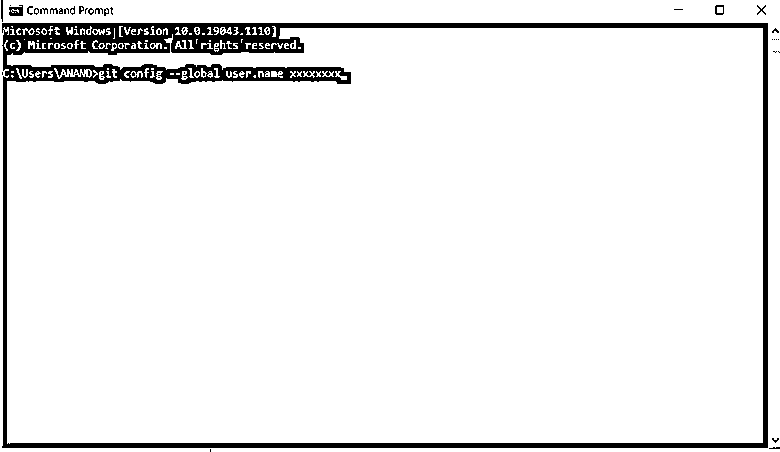 Command Prompt
Microsoft Windows [Version 10.0.19043.1110]
(c) Microsoft Corporation. All rights reserved.
C:\Users\ANAND>git config --global user.name xxxxxxxx_